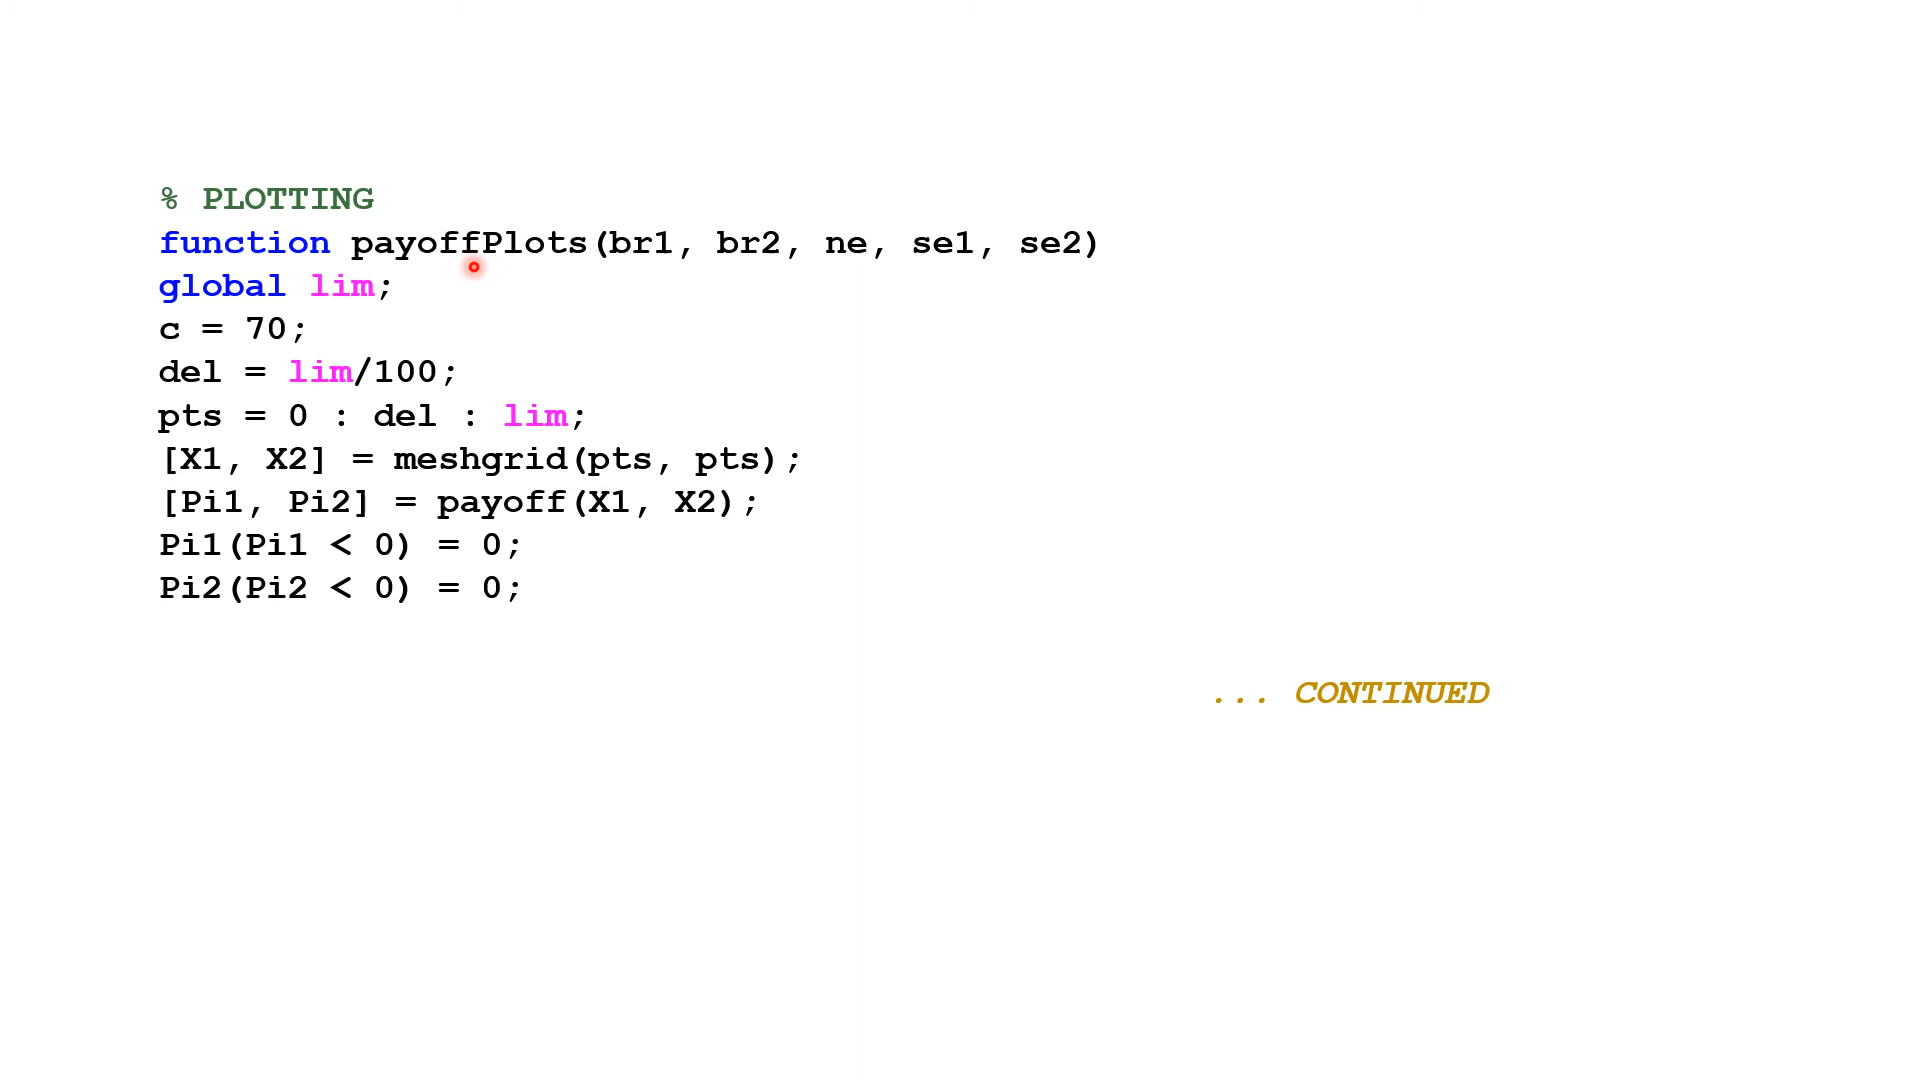 % PLOTTING
function payoffPlots(br1, br2, ne, se1, se2)
global lim;
c = 70;
del = lim/100;
pts = 0 : del : lim;
[X1, X2] = meshgrid(pts, pts);
[Pi1, Pi2] = payoff(X1, X2);
Pi1(Pi1 < 0) = 0;
Pi2(Pi2 < 0) = 0;
... CONTINUED